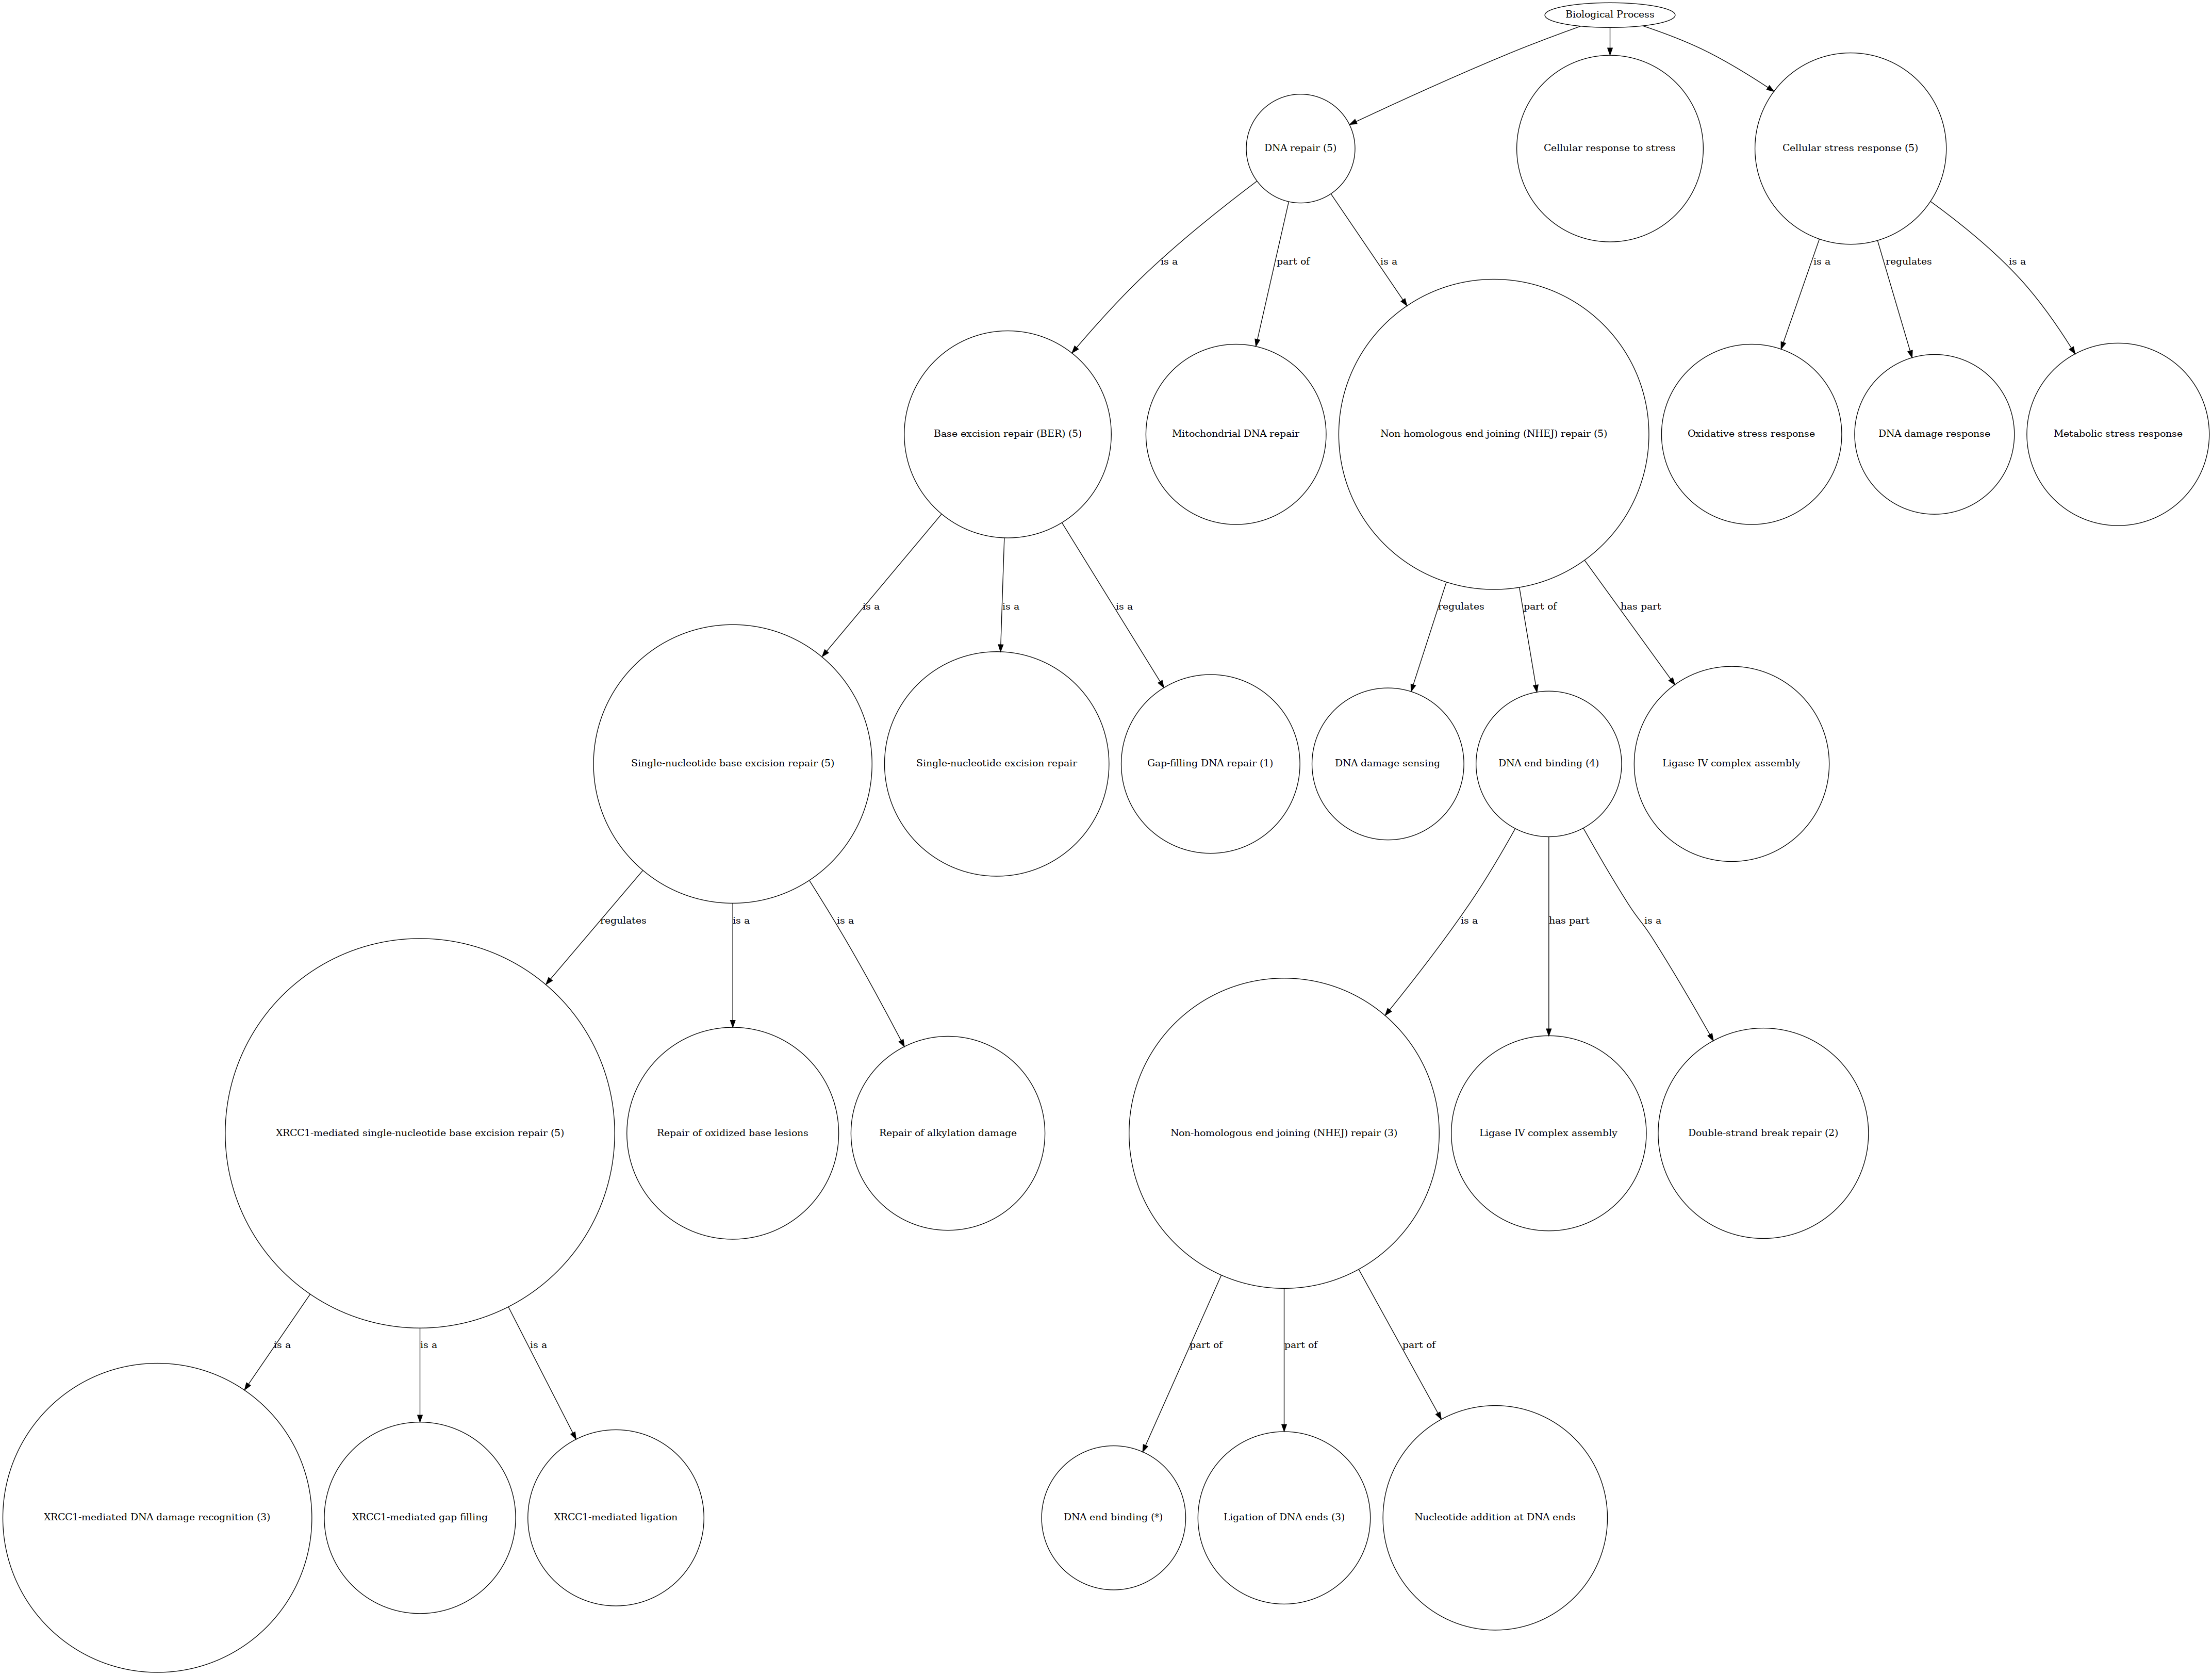 Biological Process
DNA repair (5)
Cellular response to stress
Cellular stress response (5)
is a
part of
is a
is a
regulates
is a
Base excision repair (BER) (5)
Mitochondrial DNA repair
Non-homologous end joining (NHEJ) repair (5)
Oxidative stress response
DNA damage response
Metabolic stress response
is a
is a
is a
regulates
part of
has part
Single-nucleotide base excision repair (5)
Single-nucleotide excision repair
Gap-filling DNA repair (1)
DNA damage sensing
DNA end binding (4)
Ligase IV complex assembly
regulates
is a
is a
is a
has part
is a
XRCC1-mediated single-nucleotide base excision repair (5)
Repair of oxidized base lesions
Repair of alkylation damage
Non-homologous end joining (NHEJ) repair (3)
Ligase IV complex assembly
Double-strand break repair (2)
is a
is a
is a
part of
part of
part of
XRCC1-mediated DNA damage recognition (3)
XRCC1-mediated gap filling
XRCC1-mediated ligation
DNA end binding (*)
Ligation of DNA ends (3)
Nucleotide addition at DNA ends